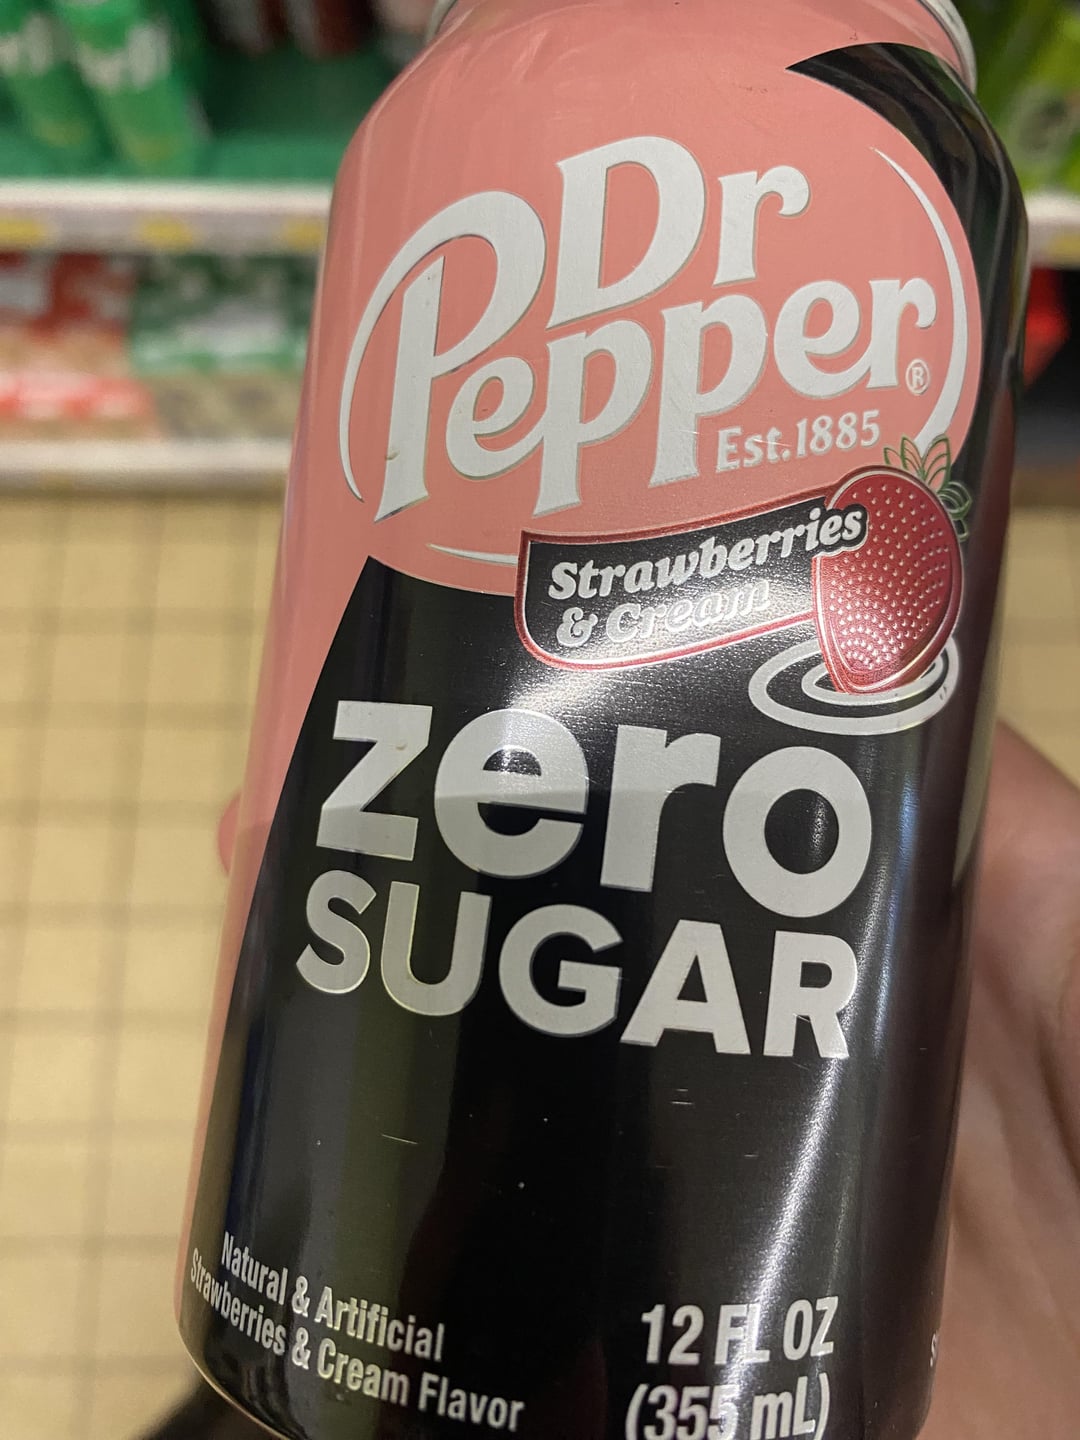 Dr
Pepper®
Est.1885
Strawberries
& Cream
zero
SUGAR
Natural & Artificial
Strawberries & Cream Flavor
12 FL OZ
(355 mL)